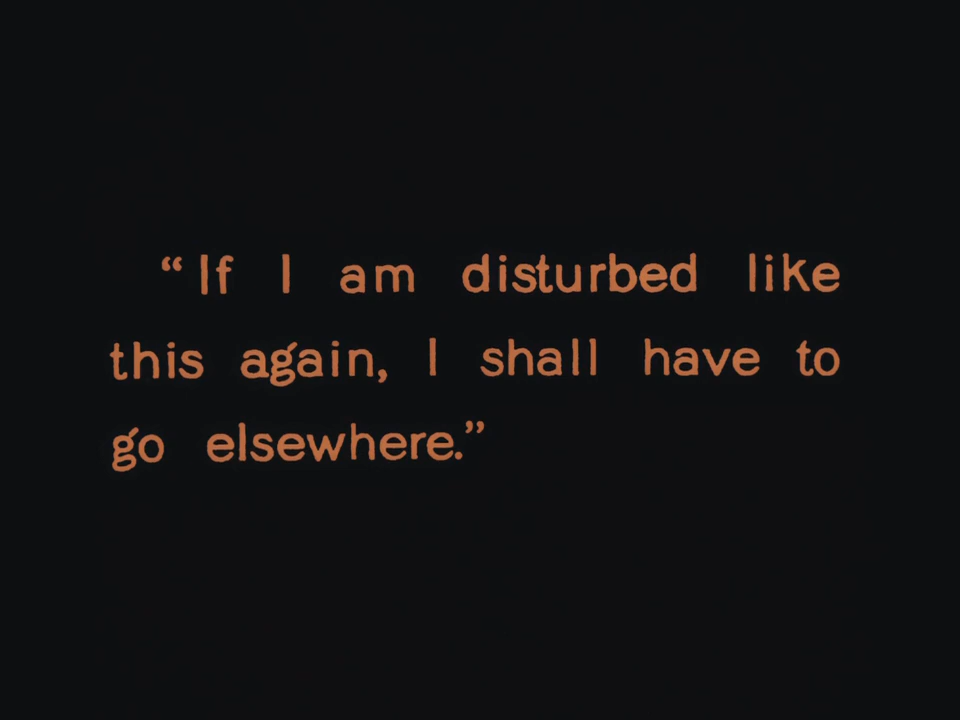 “If I am disturbed like
this again, I shall have to
go elsewhere.”